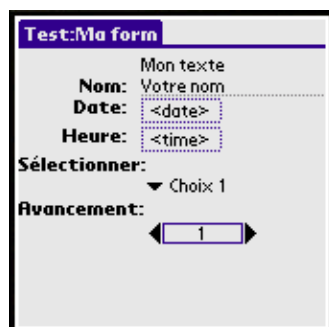 Test:Ma form
Mon texte
Nom: Votre nom
Date: <date>
Heure: <time>
Sélectionner:
Choix 1
Avancement:
1